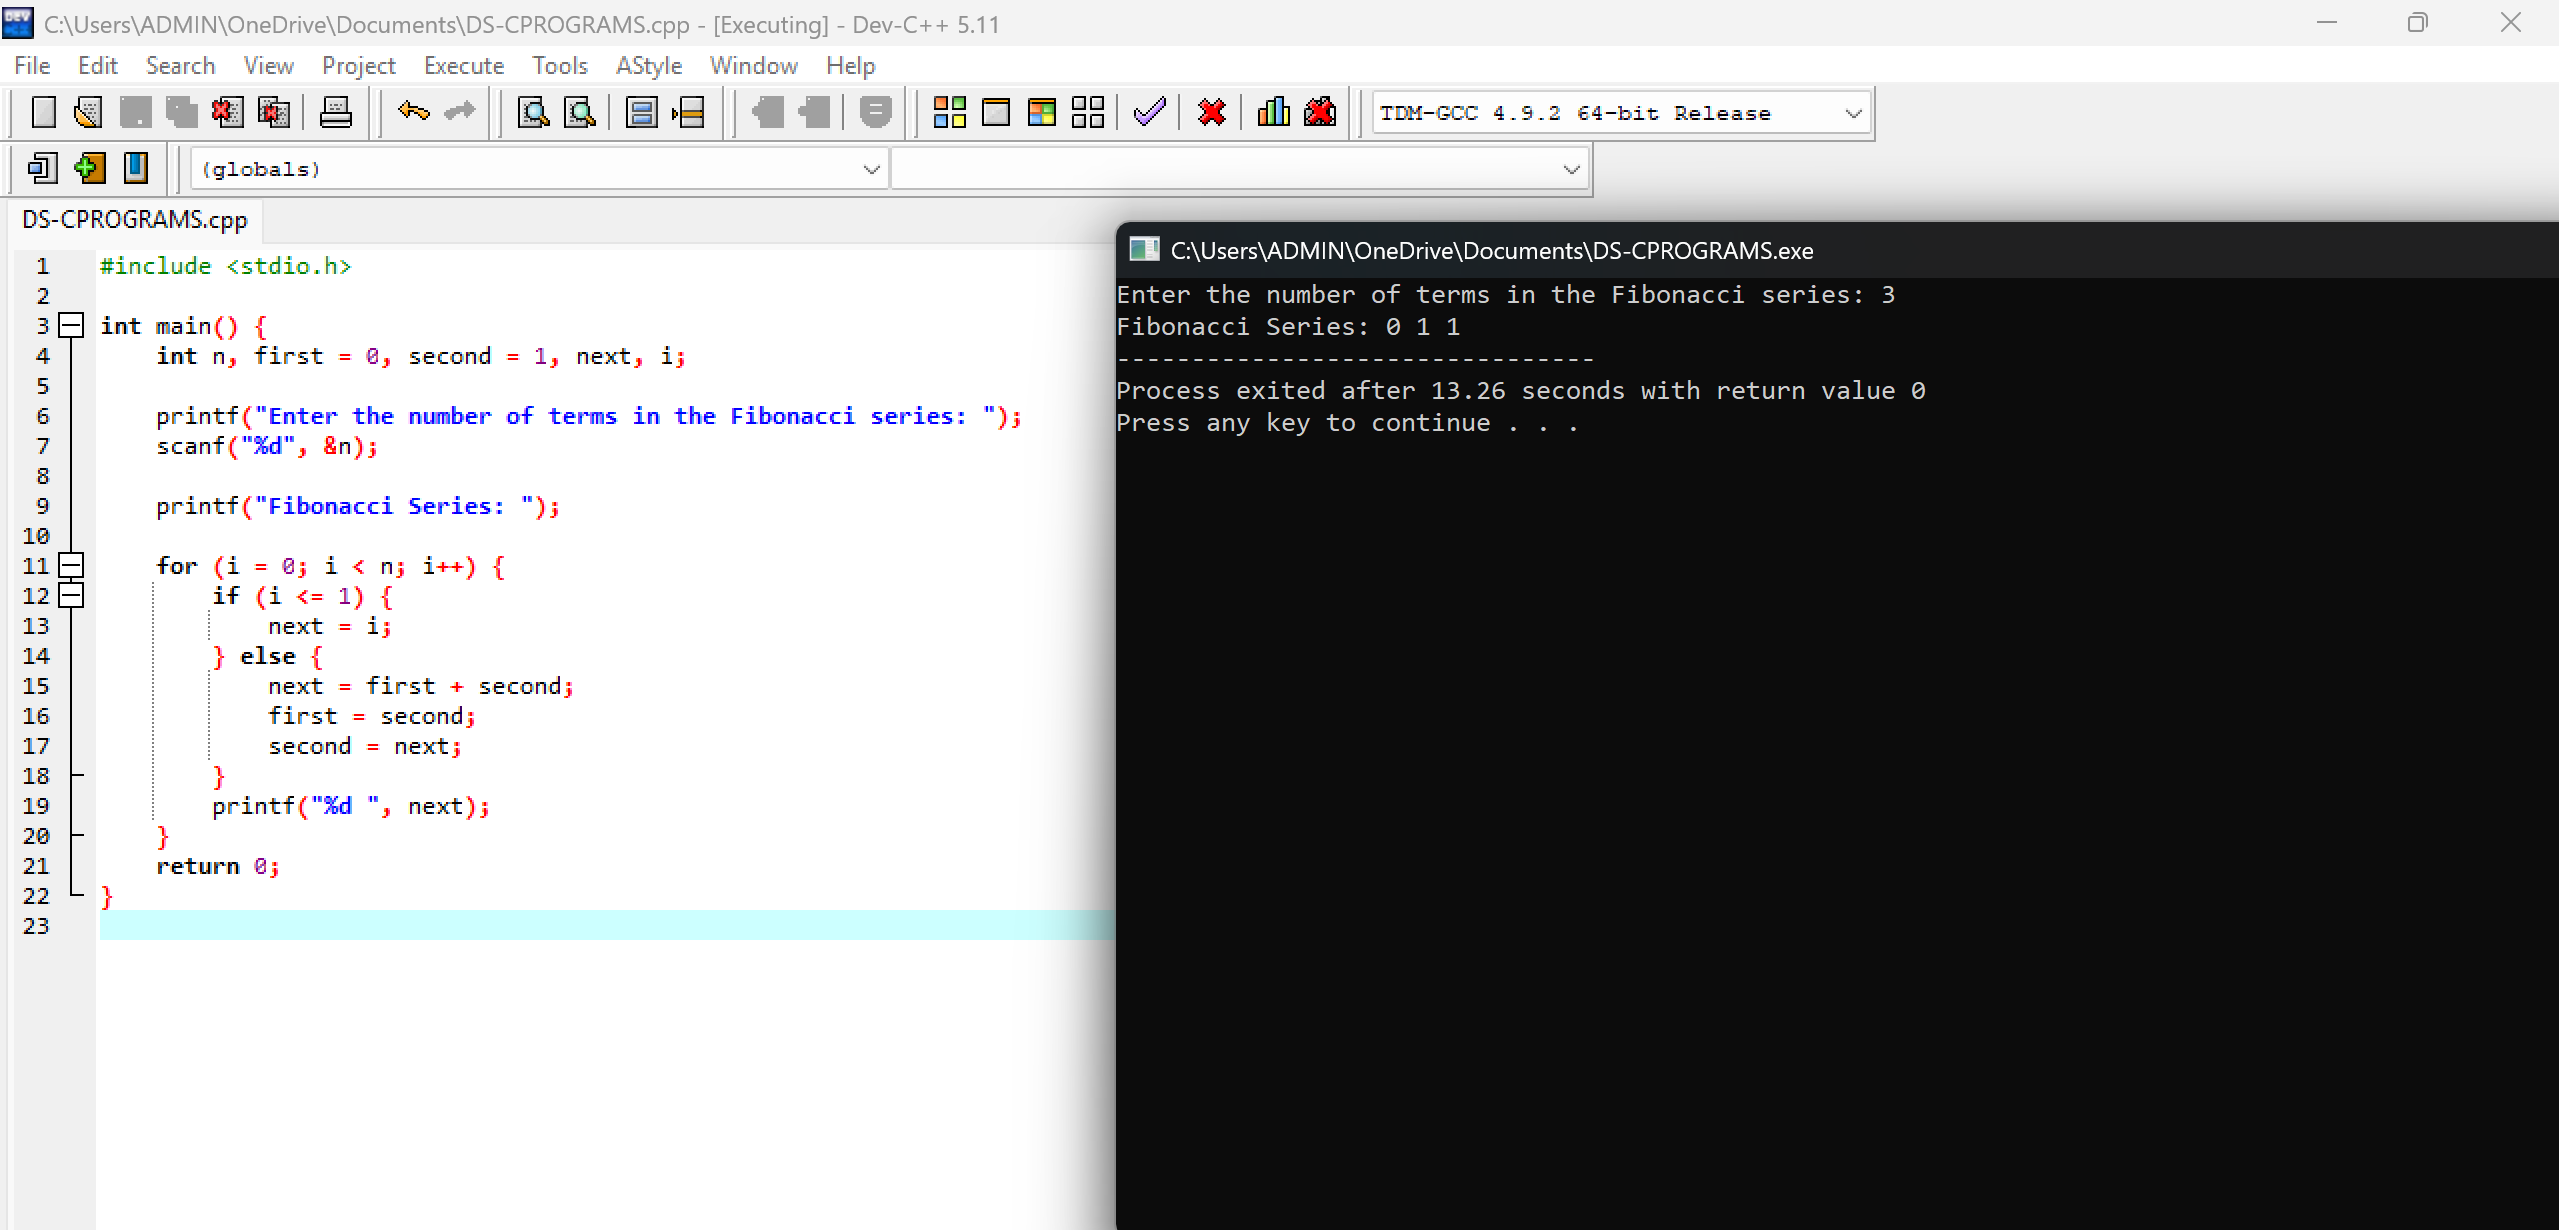 C:\Users\ADMIN\OneDrive\Documents\DS-CPROGRAMS.cpp - [Executing] - Dev-C++ 5.11
File Edit Search View Project Execute Tools AStyle Window Help
TDM-GCC 4.9.2 64-bit Release
(globals)
DS-CPROGRAMS.cpp
1 #include <stdio.h>
2
3 int main() {
4     int n, first = 0, second = 1, next, i;
5
6     printf("Enter the number of terms in the Fibonacci series: ");
7     scanf("%d", &n);
8
9     printf("Fibonacci Series: ");
10
11     for (i = 0; i < n; i++) {
12         if (i <= 1) {
13             next = i;
14         } else {
15             next = first + second;
16             first = second;
17             second = next;
18         }
19         printf("%d ", next);
20     }
21     return 0;
22 }
23
C:\Users\ADMIN\OneDrive\Documents\DS-CPROGRAMS.exe
Enter the number of terms in the Fibonacci series: 3
Fibonacci Series: 0 1 1
--------------------------------
Process exited after 13.26 seconds with return value 0
Press any key to continue . . .